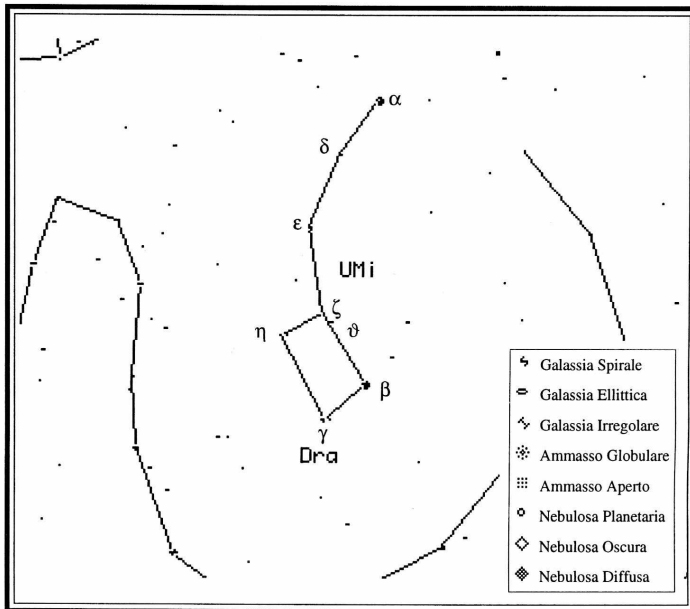 α
δ
ε
UMi
ζ
η
ϑ
β
γ
Dra
Galassia Spirale
Galassia Ellittica
Galassia Irregolare
Ammasso Globulare
Ammasso Aperto
Nebulosa Planetaria
Nebulosa Oscura
Nebulosa Diffusa